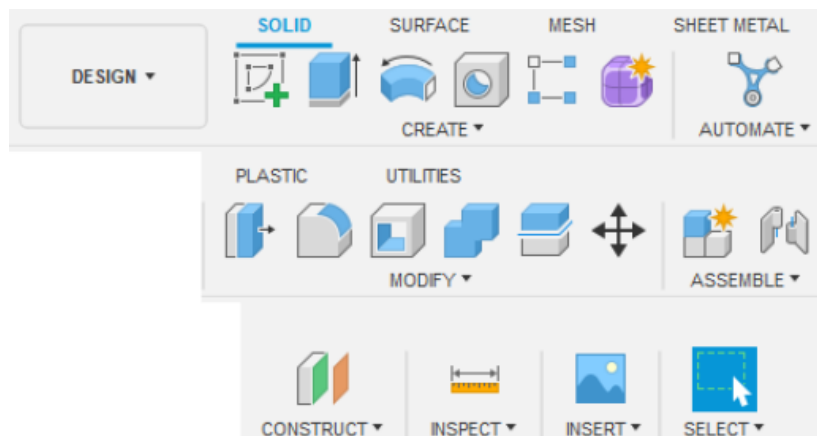 SOLID SURFACE MESH SHEET METAL
DESIGN
CREATE AUTOMATE
PLASTIC UTILITIES
MODIFY ASSEMBLE
CONSTRUCT INSPECT INSERT SELECT